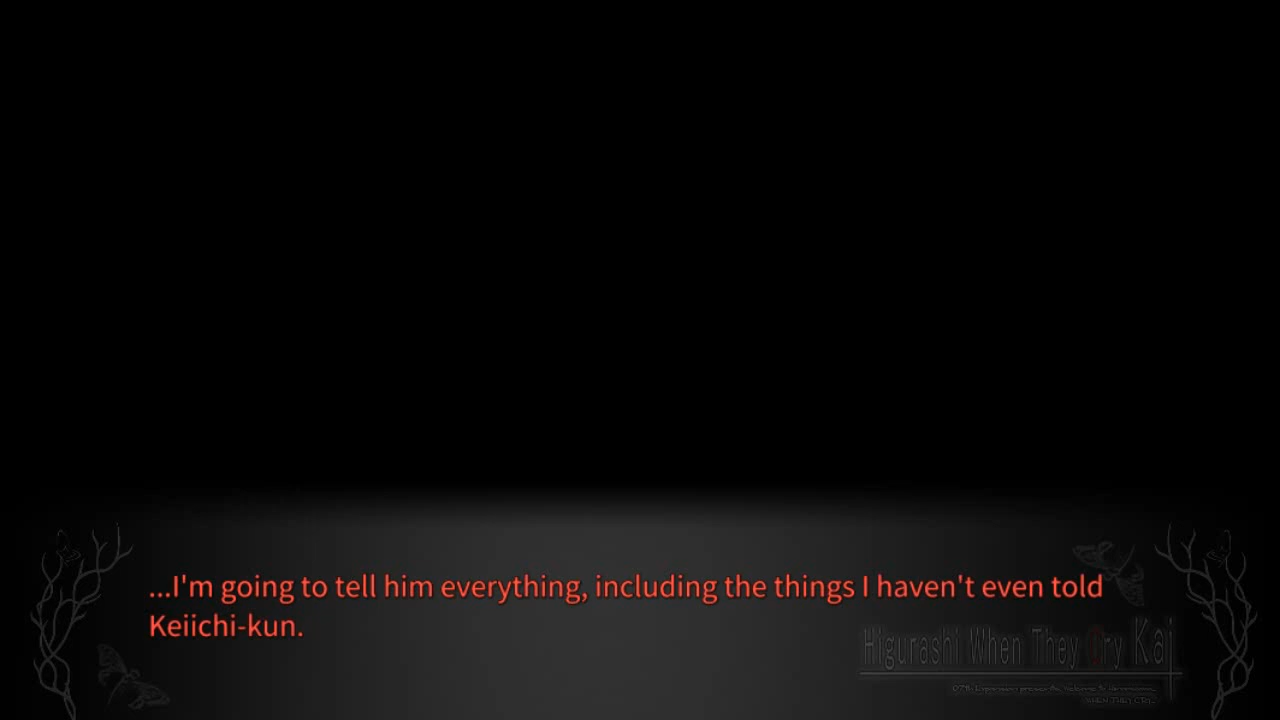 ...I'm going to tell him everything, including the things I haven't even told
Keiichi-kun.
Higurashi When They Cry Kai